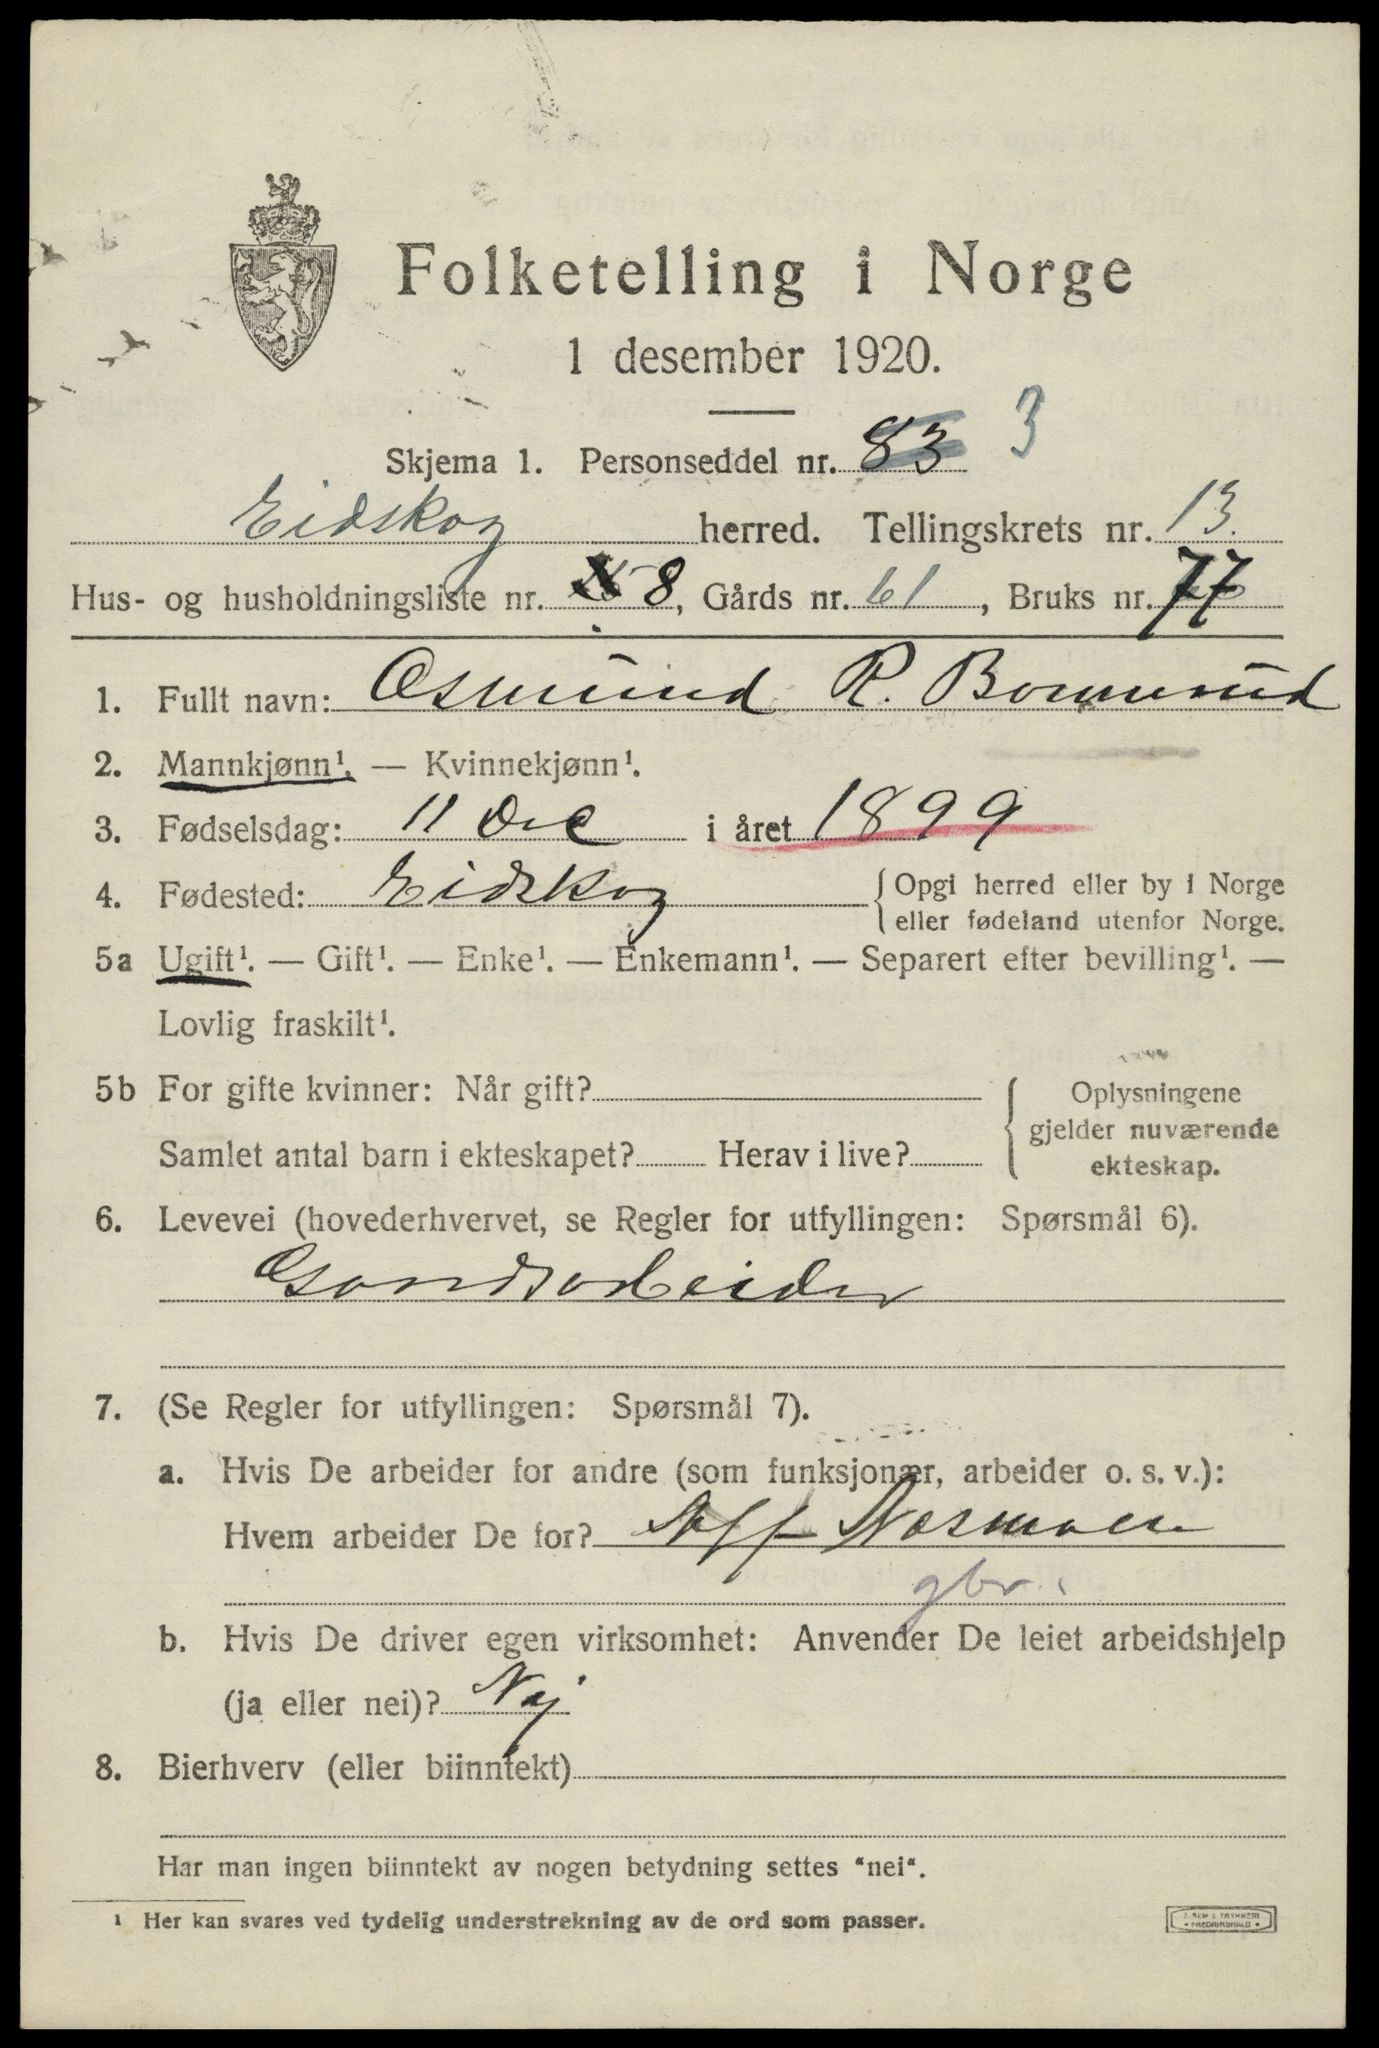 Folketelling i Norge
1 desember 1920.
Skjema 1. Personseddel nr. 83 3
Eidskog herred. Tellingskrets nr. 13.
Hus- og husholdningsliste nr. 8, Gårds nr. 61, Bruks nr. 77
1. Fullt navn: Osmund R. Bommerud
2. Mannkjønn¹. — Kvinnekjønn¹.
3. Fødselsdag: 11 Dec i året 1899
4. Fødested: Eidskog {Opgi herred eller by i Norge
eller fødeland utenfor Norge.
5a Ugift¹. — Gift¹. — Enke¹. — Enkemann¹. — Separert efter bevilling¹. —
Lovlig fraskilt¹.
5b For gifte kvinner: Når gift?
Samlet antal barn i ekteskapet? Herav i live?
Oplysningene
gjelder nuværende
ekteskap.
6. Levevei (hovederhvervet, se Regler for utfyllingen: Spørsmål 6).
Gordsarbeider
7. (Se Regler for utfyllingen: Spørsmål 7).
a. Hvis De arbeider for andre (som funksjonær, arbeider o. s. v.):
Hvem arbeider De for? Alf Næsmoen
gbr.
b. Hvis De driver egen virksomhet: Anvender De leiet arbeidshjelp
(ja eller nei)? Nej
8. Bierhverv (eller biinntekt)
Har man ingen biinntekt av nogen betydning settes "nei".
¹ Her kan svares ved tydelig understrekning av de ord som passer.
TRYKKERI
FREDRIKSHALD